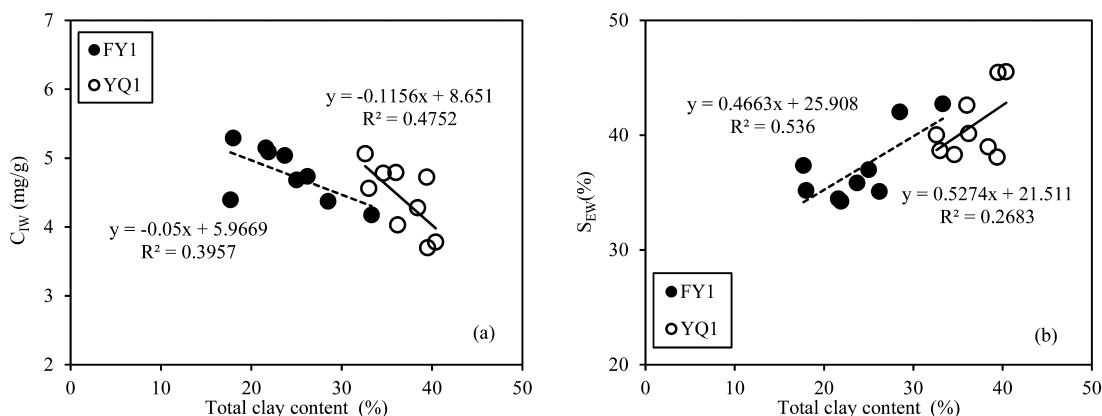 7
6
5
4
3
2
C_IW (mg/g)
FY1
YQ1
y = -0.1156x + 8.651
R² = 0.4752
y = -0.05x + 5.9669
R² = 0.3957
(a)
0 10 20 30 40 50
Total clay content (%)
50
40
30
20
S_EW(%)
y = 0.4663x + 25.908
R² = 0.536
y = 0.5274x + 21.511
R² = 0.2683
FY1
YQ1
(b)
0 10 20 30 40 50
Total clay content (%)